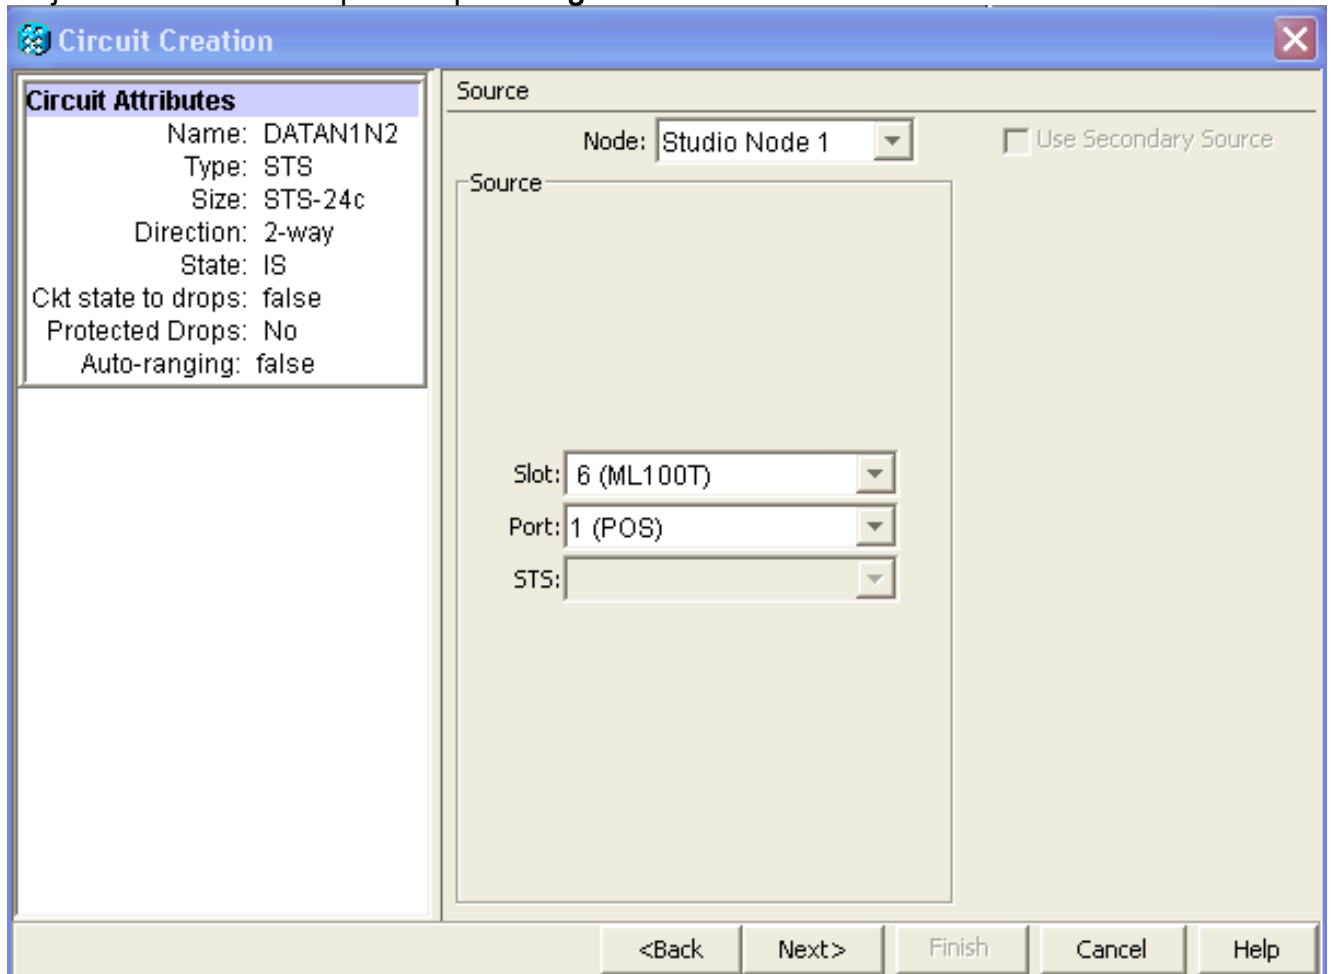 Circuit Creation
Circuit Attributes
Name: DATAN1N2
Type: STS
Size: STS-24c
Direction: 2-way
State: IS
Ckt state to drops: false
Protected Drops: No
Auto-ranging: false
Source
Node: Studio Node 1
Use Secondary Source
Source
Slot: 6 (ML100T)
Port: 1 (POS)
STS:
<Back
Next>
Finish
Cancel
Help